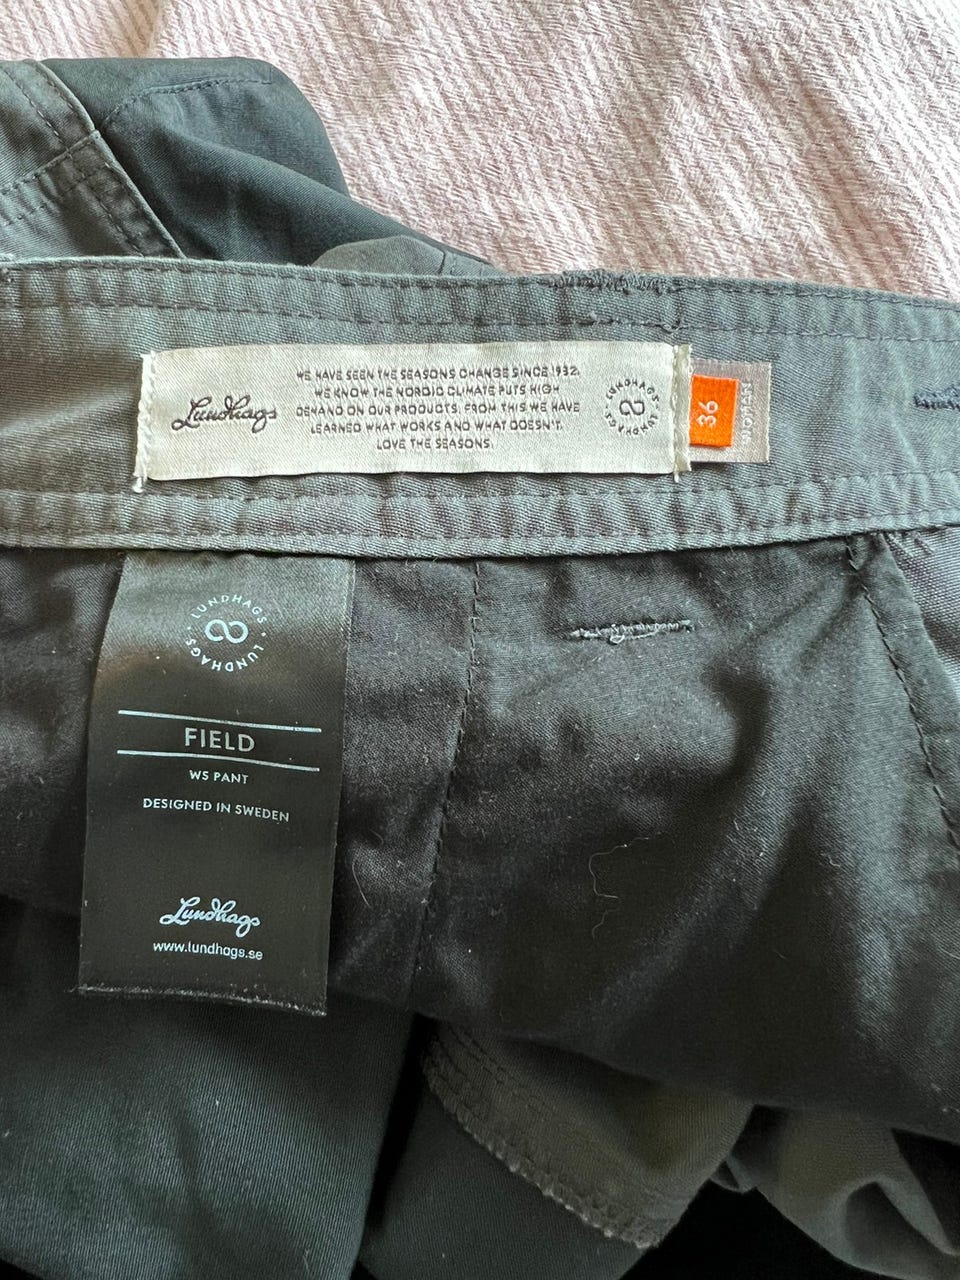 Lundhags
WE HAVE SEEN THE SEASONS CHANGE SINCE 1932.
WE KNOW THE NORDIC CLIMATE PUTS HIGH
DEMAND ON OUR PRODUCTS. FROM THIS WE HAVE
LEARNED WHAT WORKS AND WHAT DOESN'T.
LOVE THE SEASONS.
LUNDHAGS • LUNDHAGS •
36
LUNDHAGS • LUNDHAGS •
FIELD
WS PANT
DESIGNED IN SWEDEN
Lundhags
www.lundhags.se